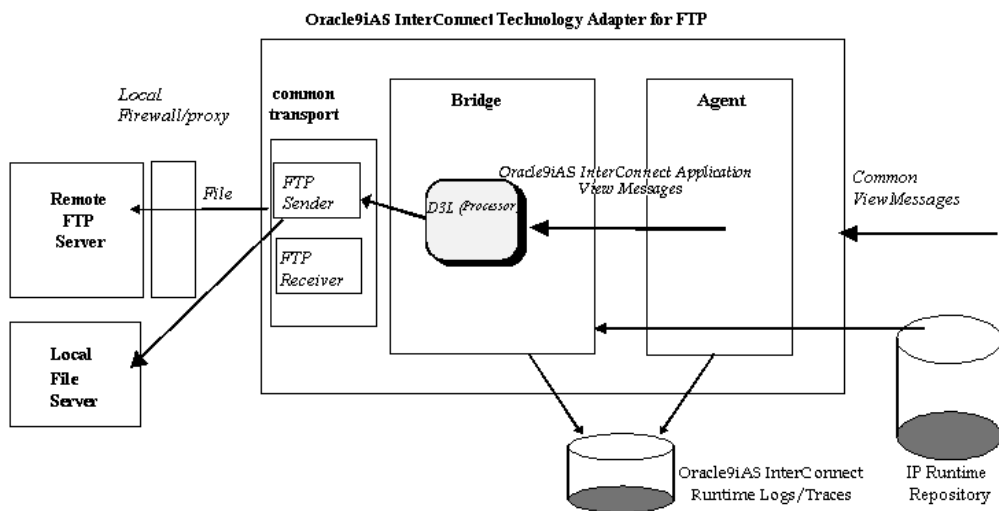 Oracle9iAS InterConnect Technology Adapter for FTP
Local
Firewall/proxy
common
transport
Bridge
Agent
Remote
FTP
Server
File
FTP
Sender
FTP
Receiver
D3L (Processor)
Oracle9iAS InterConnect Application
View Messages
Common
ViewMessages
Local
File
Server
Oracle9iAS InterConnect
Runtime Logs/Traces
IP Runtime
Repository